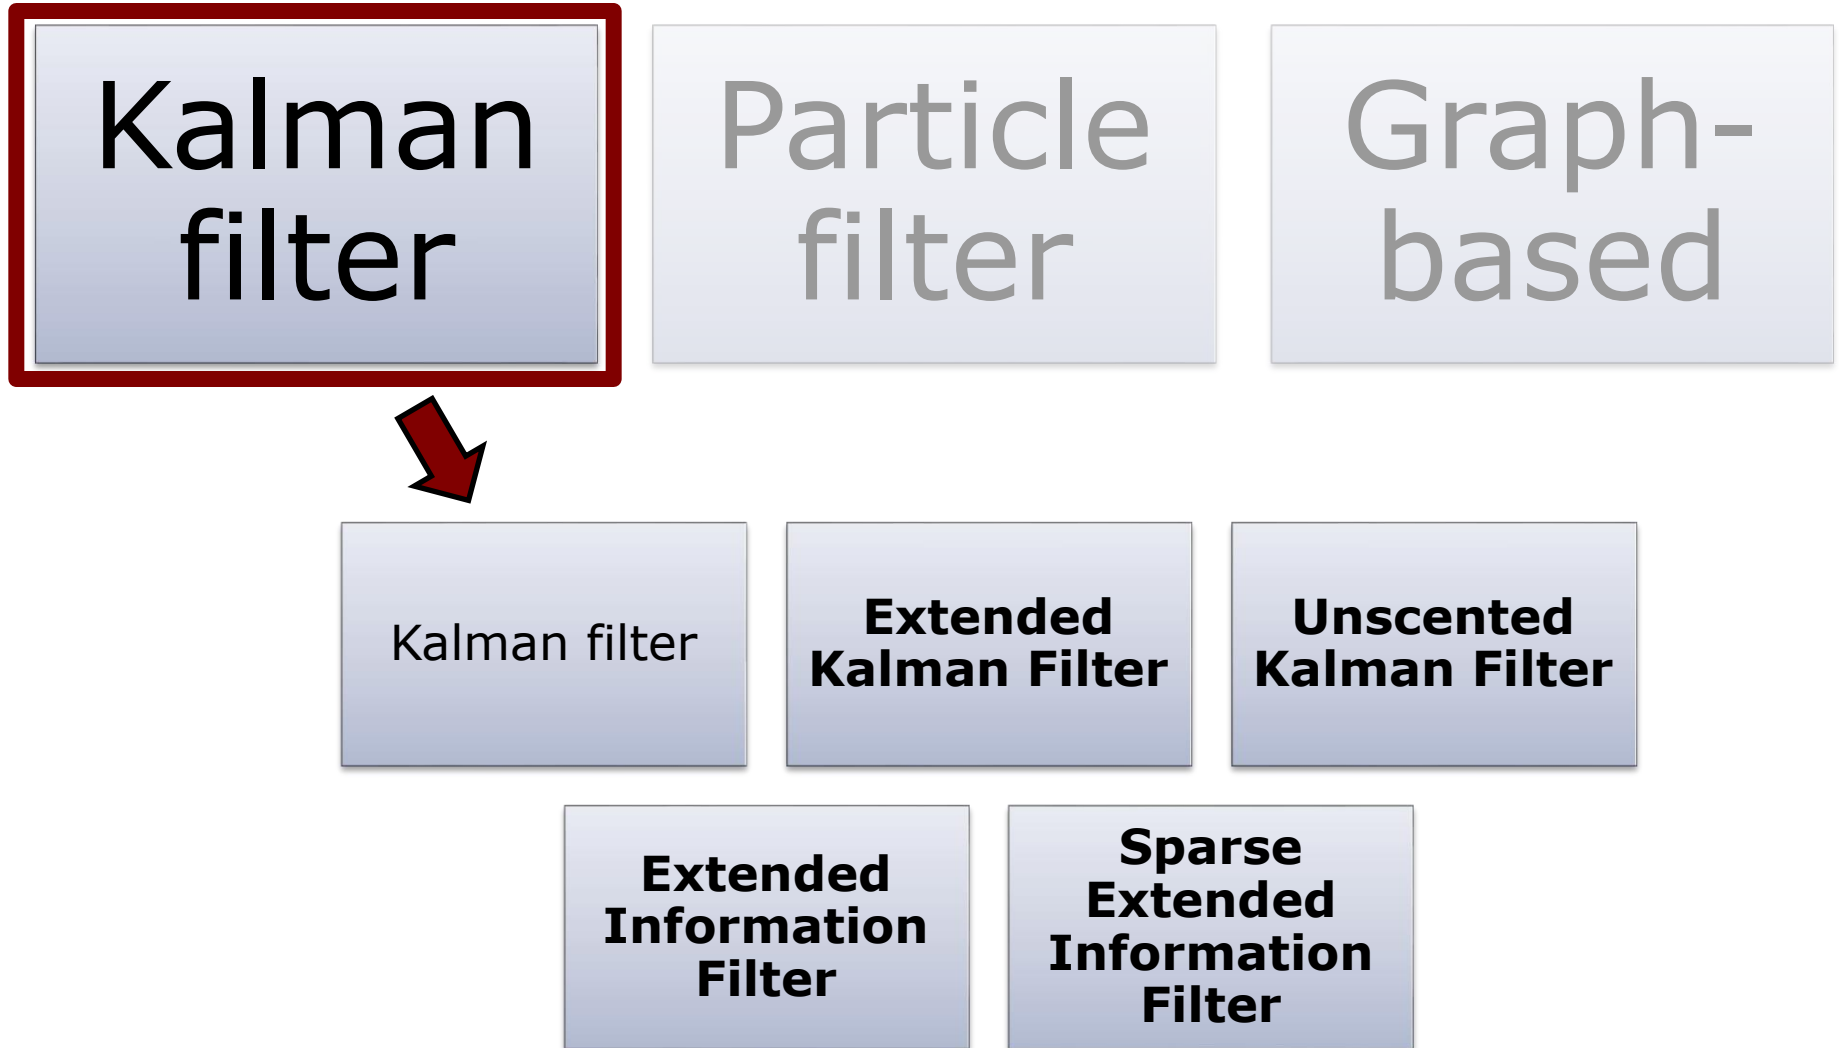 Kalman
filter
Particle
filter
Graph-
based
Kalman filter
Extended
Kalman Filter
Unscented
Kalman Filter
Extended
Information
Filter
Sparse
Extended
Information
Filter